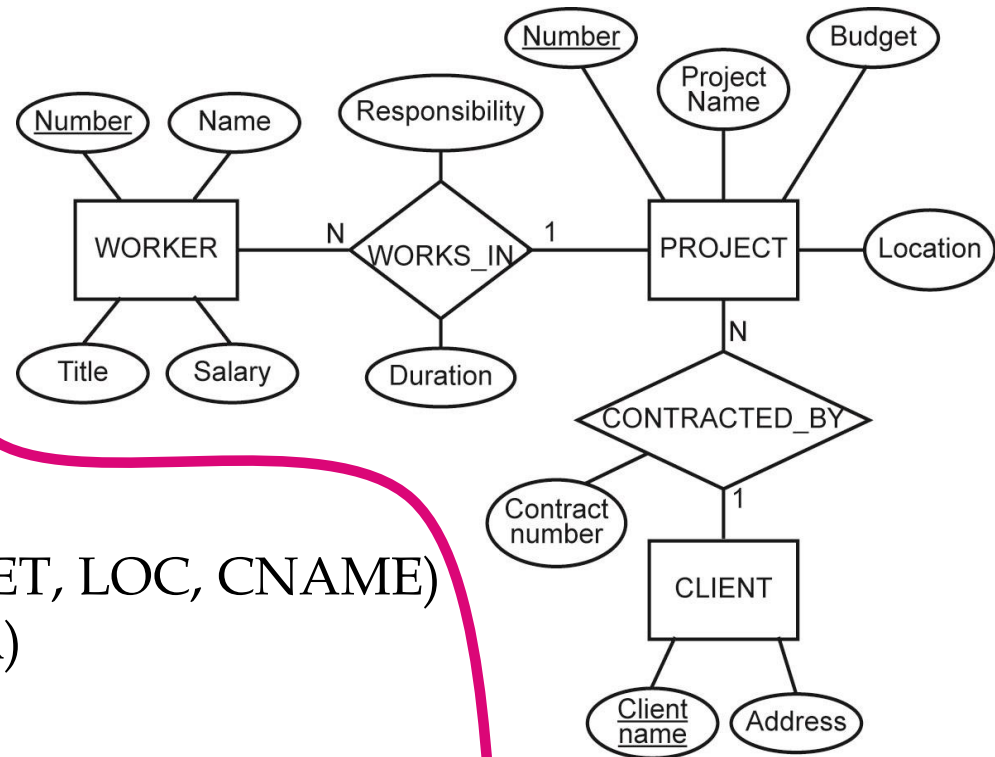 Number
Budget
Project
Name
Responsibility
Number
Name
N
1
WORKER
WORKS_IN
PROJECT
Location
N
Title
Salary
Duration
CONTRACTED_BY
1
Contract
number
ET, LOC, CNAME)
CLIENT
)
Client
name
Address